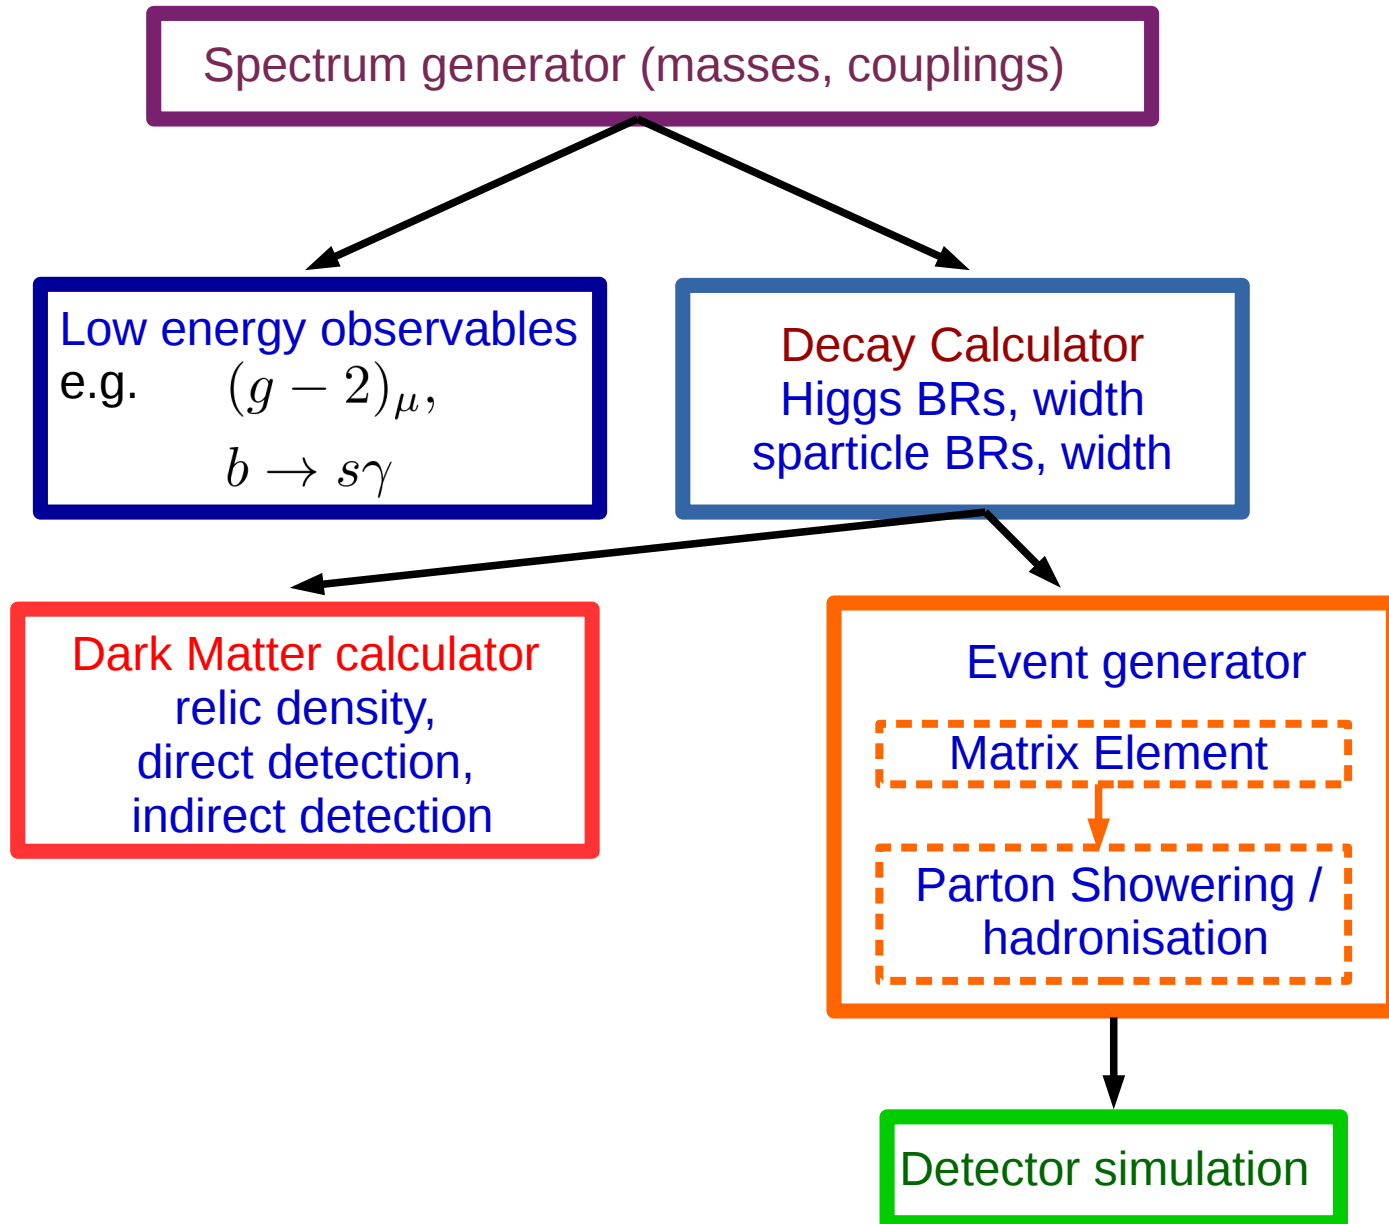 Spectrum generator (masses, couplings)
Low energy observables
e.g. (g − 2)μ,
b → sγ
Decay Calculator
Higgs BRs, width
sparticle BRs, width
Dark Matter calculator
relic density,
direct detection,
indirect detection
Event generator
Matrix Element
Parton Showering /
hadronisation
Detector simulation